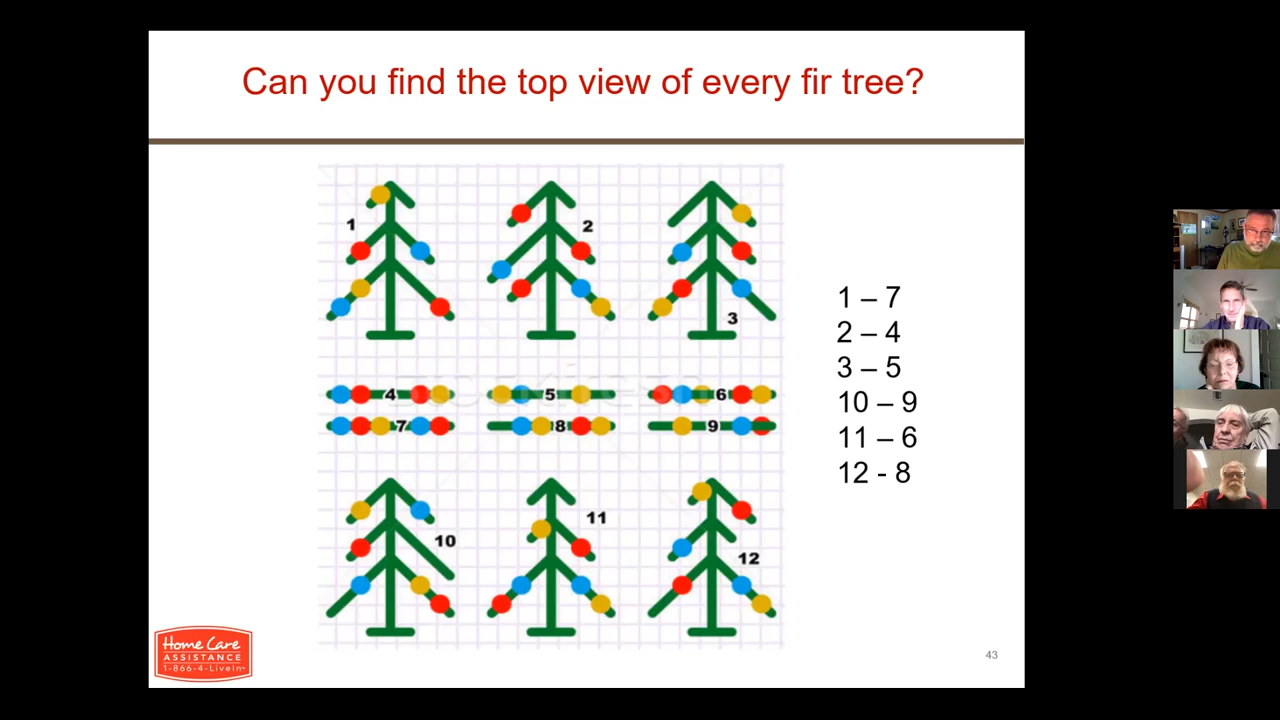 Can you find the top view of every fir tree?
1
2
3
4
5
6
7
8
9
10
11
12
1 – 7
2 – 4
3 – 5
10 – 9
11 – 6
12 - 8
Home Care
ASSISTANCE
1-866-4-LiveIn
43